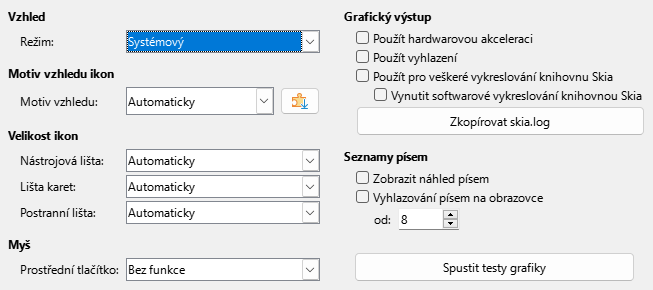 Vzhled
Režim: Systémový
Motiv vzhledu ikon
Motiv vzhledu: Automaticky
Velikost ikon
Nástrojová lišta: Automaticky
Lišta karet: Automaticky
Postranní lišta: Automaticky
Myš
Prostřední tlačítko: Bez funkce
Grafický výstup
Použít hardwarovou akceleraci
Použít vyhlazení
Použít pro veškeré vykreslování knihovnu Skia
Vynutit softwarové vykreslování knihovnou Skia
Zkopírovat skia.log
Seznamy písem
Zobrazit náhled písem
Vyhlazování písem na obrazovce
od: 8
Spustit testy grafiky